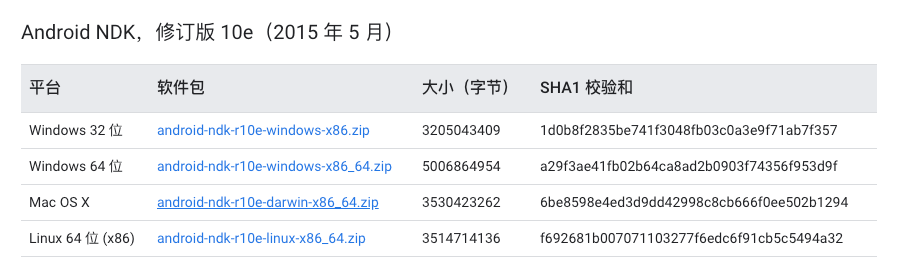 Android NDK，修订版 10e（2015 年 5 月）
平台 软件包 大小（字节） SHA1 校验和
Windows 32 位 android-ndk-r10e-windows-x86.zip 3205043409 1d0b8f2835be741f3048fb03c0a3e9f71ab7f357
Windows 64 位 android-ndk-r10e-windows-x86_64.zip 5006864954 a29f3ae41fb02b64ca8ad2b0903f74356f953d9f
Mac OS X android-ndk-r10e-darwin-x86_64.zip 3530423262 6be8598e4ed3d9dd42998c8cb666f0ee502b1294
Linux 64 位 (x86) android-ndk-r10e-linux-x86_64.zip 3514714136 f692681b007071103277f6edc6f91cb5c5494a32